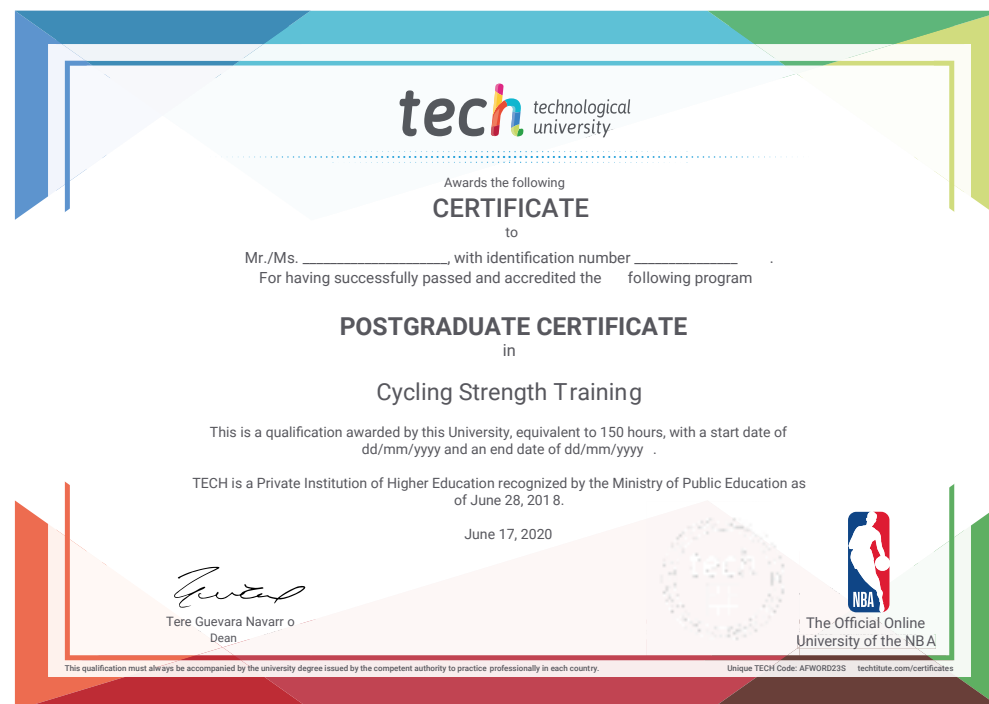 tech technological
university
Awards the following
CERTIFICATE
to
Mr./Ms. ____________________, with identification number ______________ .
For having successfully passed and accredited the following program
POSTGRADUATE CERTIFICATE
in
Cycling Strength Training
This is a qualification awarded by this University, equivalent to 150 hours, with a start date of
dd/mm/yyyy and an end date of dd/mm/yyyy .
TECH is a Private Institution of Higher Education recognized by the Ministry of Public Education as
of June 28, 2018.
June 17, 2020
tech
NBA
Tere Guevara Navarr o
Dean
The Official Online
University of the NBA
This qualification must always be accompanied by the university degree issued by the competent authority to practice professionally in each country.
Unique TECH Code: AFWORD23S techtitute.com/certificates